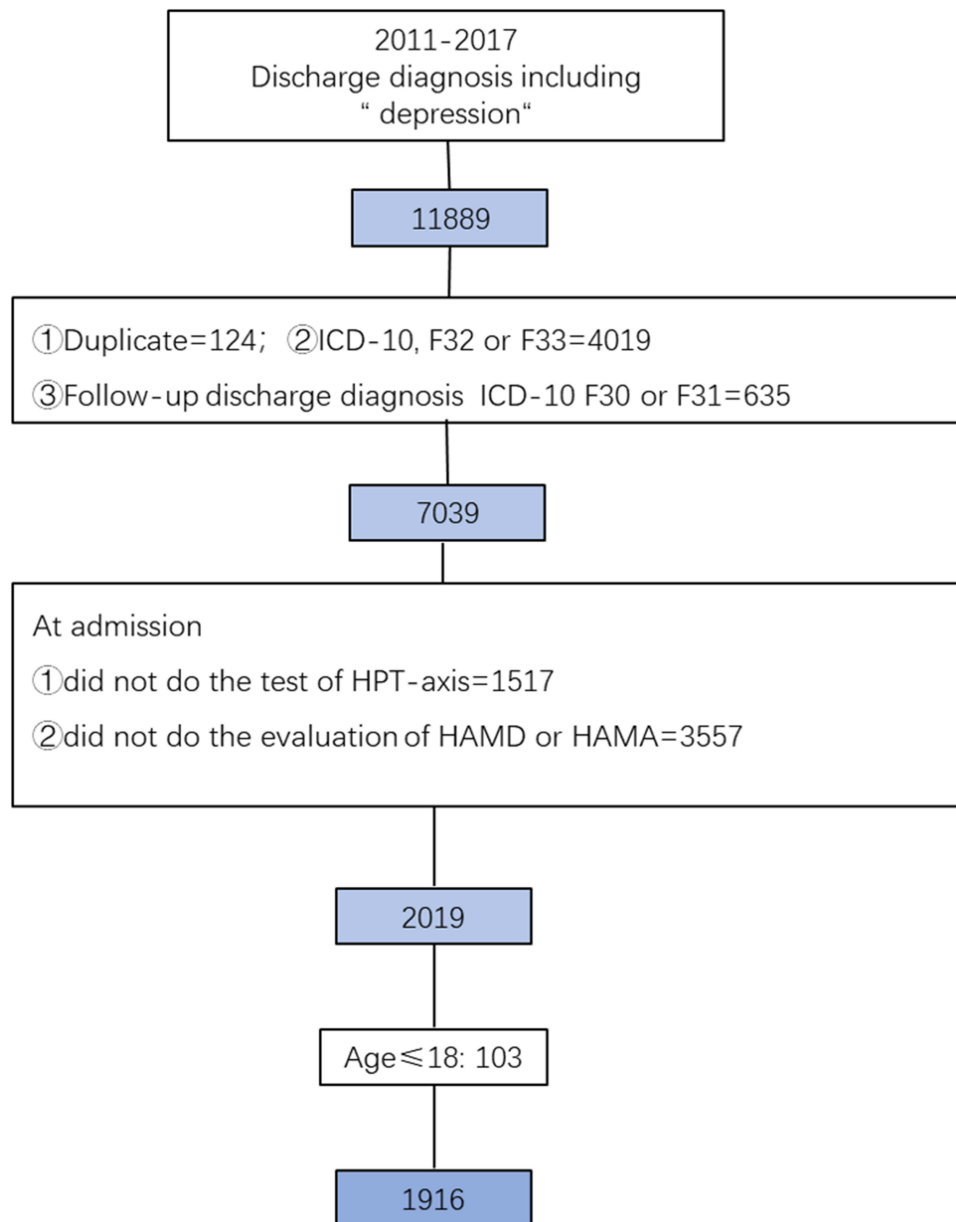 2011-2017
Discharge diagnosis including
“ depression“
11889
①Duplicate=124； ②ICD-10, F32 or F33=4019
③Follow-up discharge diagnosis ICD-10 F30 or F31=635
7039
At admission
①did not do the test of HPT-axis=1517
②did not do the evaluation of HAMD or HAMA=3557
2019
Age≤18: 103
1916